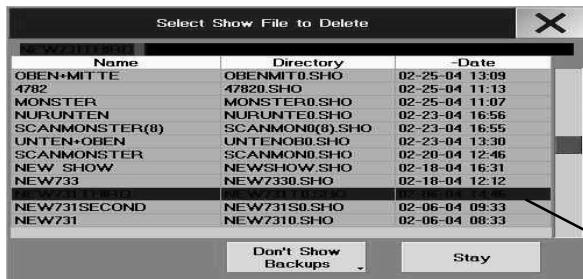 Select Show File to Delete
NEW731THIRD
Name Directory -Date
OBEN+MITTE OBENMIT0.SHO 02-25-04 13:09
4782 47820.SHO 02-25-04 11:13
MONSTER MONSTER0.SHO 02-25-04 11:07
NURUNTEN NURUNTE0.SHO 02-23-04 16:56
SCANMONSTER(8) SCANMON0(8).SHO 02-23-04 16:55
UNTEN+OBEN UNTENOB0.SHO 02-23-04 13:30
SCANMONSTER SCANMON0.SHO 02-20-04 12:46
NEW SHOW NEWSHOW.SHO 02-18-04 16:31
NEW733 NEW7330.SHO 02-18-04 12:12
NEW731THIRD NEW731T0.SHO
NEW731SECOND NEW731S0.SHO 02-06-04 09:33
NEW731 NEW7310.SHO 02-06-04 08:33
Don't Show
Backups
Stay